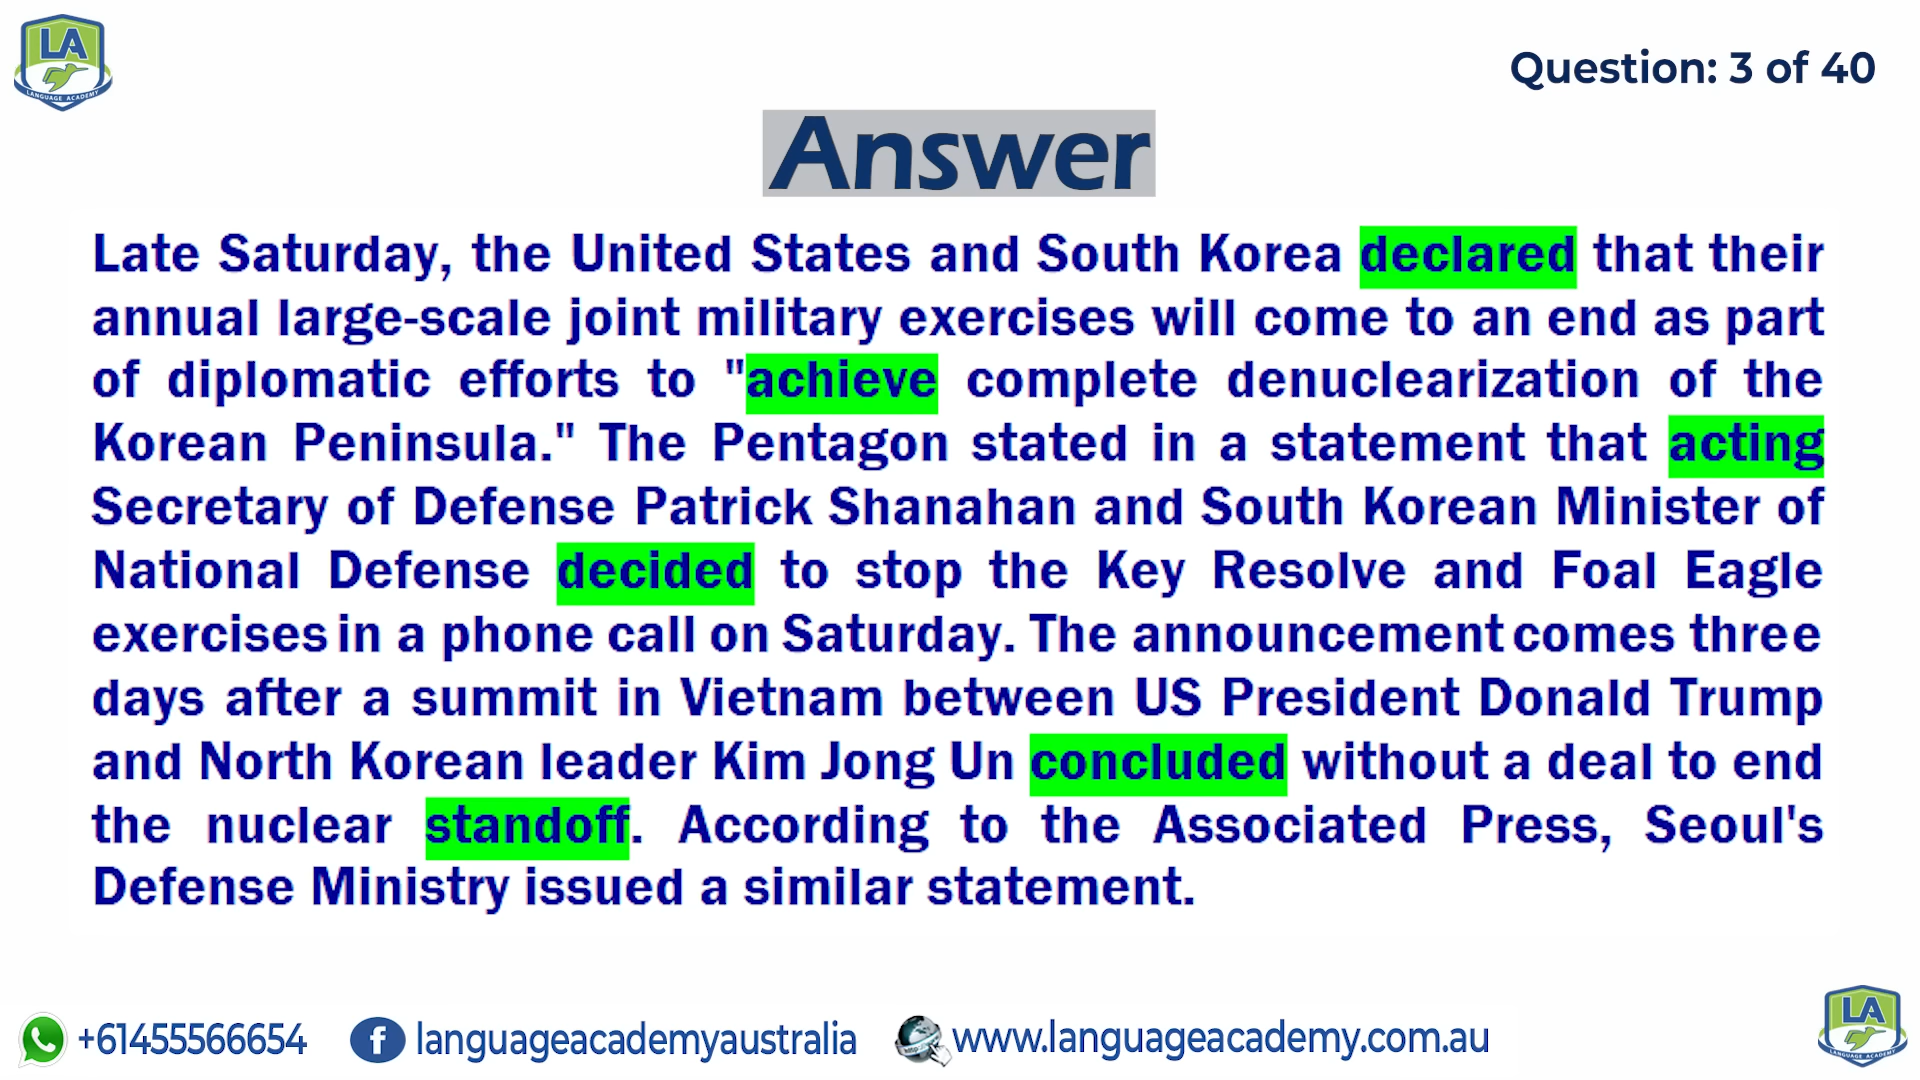 LA
LANGUAGE ACADEMY
Question: 3 of 40
Answer
Late Saturday, the United States and South Korea declared that their
annual large-scale joint military exercises will come to an end as part
of diplomatic efforts to "achieve complete denuclearization of the
Korean Peninsula." The Pentagon stated in a statement that acting
Secretary of Defense Patrick Shanahan and South Korean Minister of
National Defense decided to stop the Key Resolve and Foal Eagle
exercises in a phone call on Saturday. The announcement comes three
days after a summit in Vietnam between US President Donald Trump
and North Korean leader Kim Jong Un concluded without a deal to end
the nuclear standoff. According to the Associated Press, Seoul's
Defense Ministry issued a similar statement.
+61455566654 languageacademyaustralia www.languageacademy.com.au
LA
LANGUAGE ACADEMY